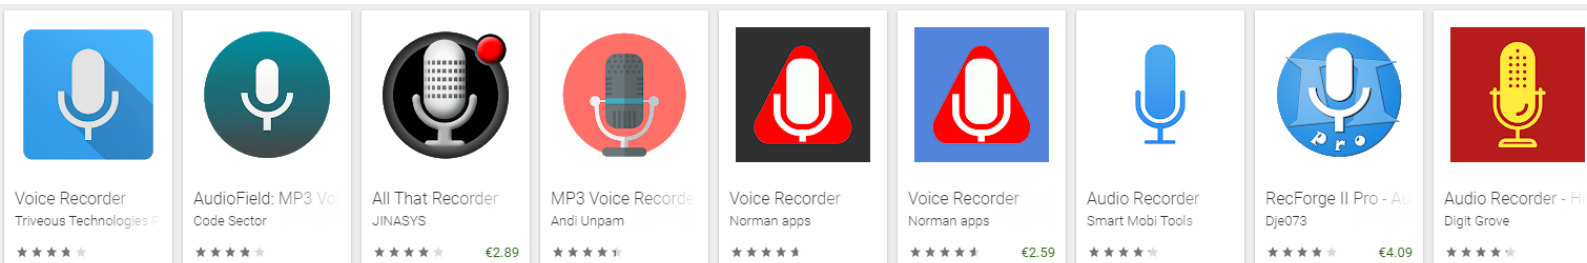 Voice Recorder
Triveous Technologies
AudioField: MP3 Vo
Code Sector
All That Recorder
JINASYS
€2.89
MP3 Voice Recorde
Andi Unpam
Voice Recorder
Norman apps
Voice Recorder
Norman apps
€2.59
Audio Recorder
Smart Mobi Tools
Pro
RecForge II Pro - Au
Dje073
€4.09
Audio Recorder - Hi
Digit Grove